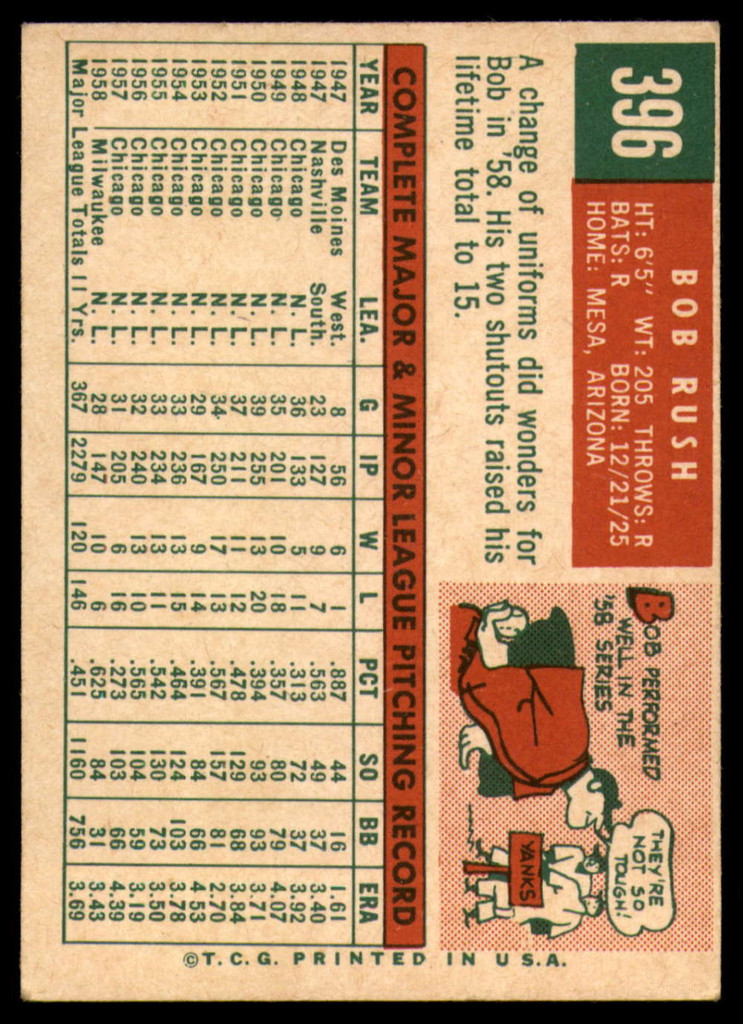 396
BOB RUSH
HT: 6'5" WT: 205 THROWS: R
BATS: R BORN: 12/21/25
HOME: MESA, ARIZONA
A change of uniforms did wonders for
Bob in '58. His two shutouts raised his
lifetime total to 15.
BOB PERFORMED
WELL IN THE
'58 SERIES
THEY'RE
NOT SO
TOUGH!
YANKS
COMPLETE MAJOR & MINOR LEAGUE PITCHING RECORD
YEAR TEAM LEA. G IP W L PCT SO BB ERA
1947 Des Moines West. 8 56 6 1 .887 44 16 1.61
1947 Nashville South. 23 127 9 7 .563 49 37 3.40
1948 Chicago N. L. 36 133 5 11 .313 72 37 3.92
1949 Chicago N. L. 35 201 10 18 .357 80 79 4.07
1950 Chicago N. L. 39 255 13 20 .394 93 93 3.71
1951 Chicago N. L. 37 211 11 12 .478 129 68 3.84
1952 Chicago N. L. 34 250 17 13 .567 157 81 2.70
1953 Chicago N. L. 29 167 9 14 .391 84 66 4.53
1954 Chicago N. L. 33 236 13 15 .464 124 103 3.78
1955 Chicago N. L. 33 234 13 11 .542 130 73 3.50
1956 Chicago N. L. 32 240 13 10 .565 104 59 3.19
1957 Chicago N. L. 31 205 6 16 .273 103 66 4.39
1958 Milwaukee N. L. 28 147 10 6 .625 84 31 3.43
Major League Totals 11 Yrs. 367 2279 120 146 .451 1160 756 3.69
©T.C.G. PRINTED IN U.S.A.